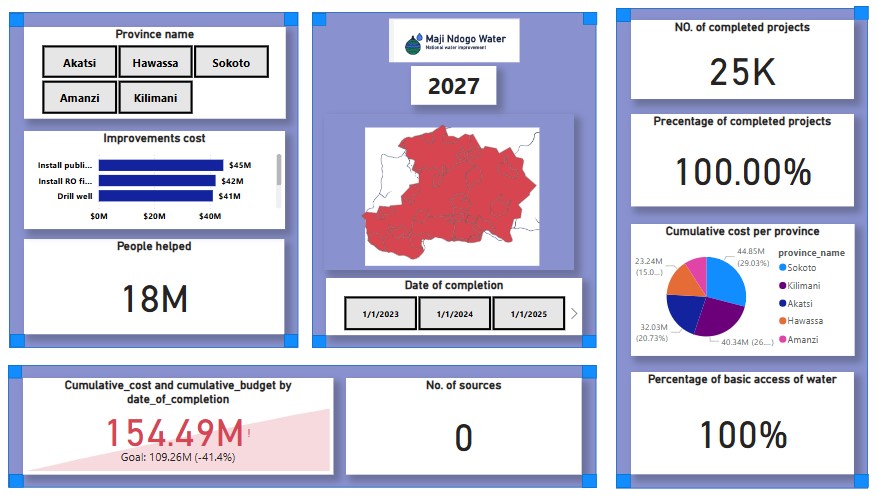 Province name
Akatsi
Hawassa
Sokoto
Amanzi
Kilimani
Improvements cost
Install publi...
$45M
Install RO fi...
$42M
Drill well
$41M
$0M
$20M
$40M
People helped
18M
Maji Ndogo Water
National water improvement
2027
Date of completion
1/1/2023
1/1/2024
1/1/2025
NO. of completed projects
25K
Precentage of completed projects
100.00%
Cumulative cost per province
44.85M
(29.03%)
23.24M
(15.0...)
32.03M
(20.73%)
40.34M (26....)
province_name
Sokoto
Kilimani
Akatsi
Hawassa
Amanzi
Cumulative_cost and cumulative_budget by
date_of_completion
154.49M!
Goal: 109.26M (-41.4%)
No. of sources
0
Percentage of basic access of water
100%